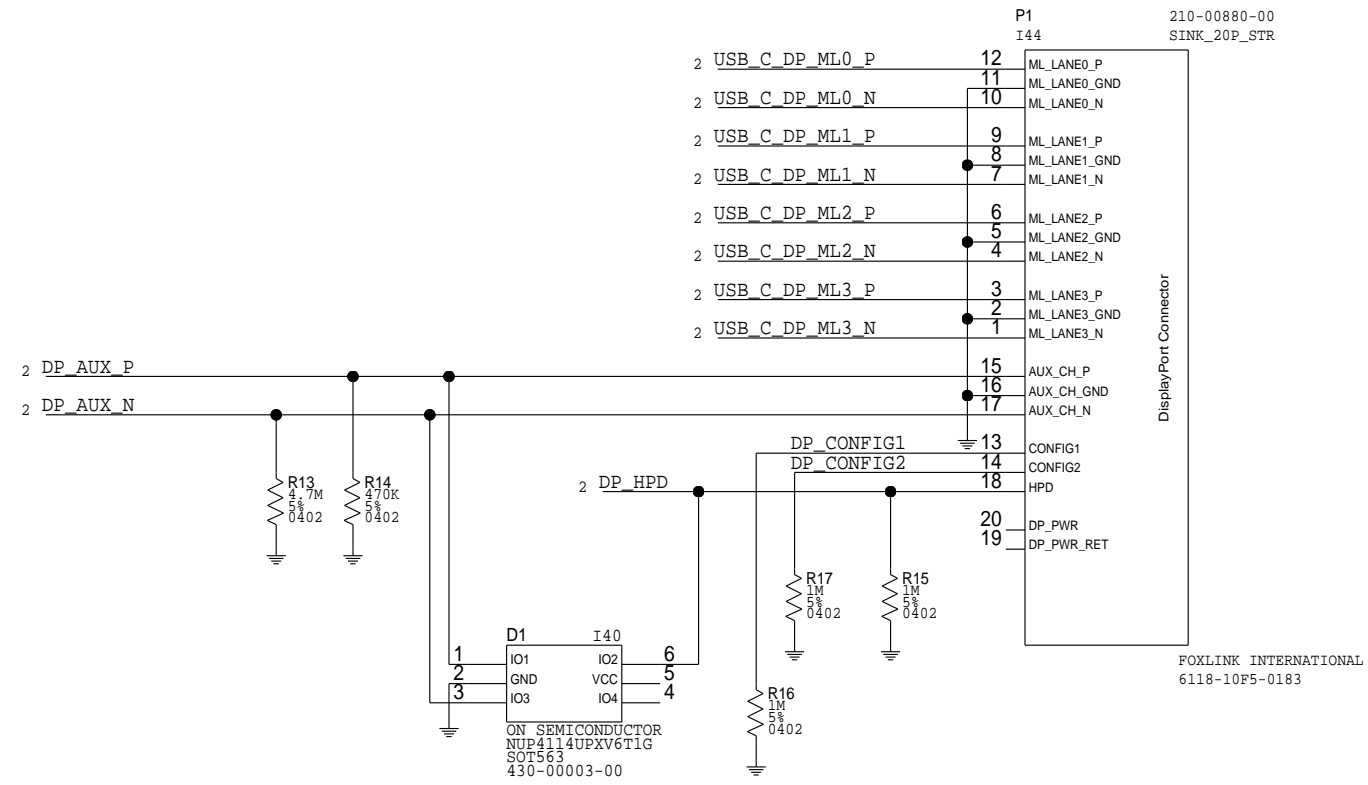 P1 210-00880-00
I44 SINK_20P_STR
2 USB_C_DP_ML0_P 12 ML_LANE0_P
11 ML_LANE0_GND
2 USB_C_DP_ML0_N 10 ML_LANE0_N
2 USB_C_DP_ML1_P 9 ML_LANE1_P
8 ML_LANE1_GND
2 USB_C_DP_ML1_N 7 ML_LANE1_N
2 USB_C_DP_ML2_P 6 ML_LANE2_P
5 ML_LANE2_GND
2 USB_C_DP_ML2_N 4 ML_LANE2_N
2 USB_C_DP_ML3_P 3 ML_LANE3_P
2 ML_LANE3_GND
2 USB_C_DP_ML3_N 1 ML_LANE3_N
DisplayPort Connector
2 DP_AUX_P 15 AUX_CH_P
16 AUX_CH_GND
2 DP_AUX_N 17 AUX_CH_N
DP_CONFIG1 13 CONFIG1
DP_CONFIG2 14 CONFIG2
2 DP_HPD 18 HPD
20 DP_PWR
19 DP_PWR_RET
R13
4.7M
5%
0402
R14
470K
5%
0402
R17
1M
5%
0402
R15
1M
5%
0402
D1 I40
1 IO1 IO2 6
2 GND VCC 5
3 IO3 IO4 4
ON SEMICONDUCTOR
NUP4114UPXV6T1G
SOT563
430-00003-00
R16
1M
5%
0402
FOXLINK INTERNATIONAL
6118-10F5-0183